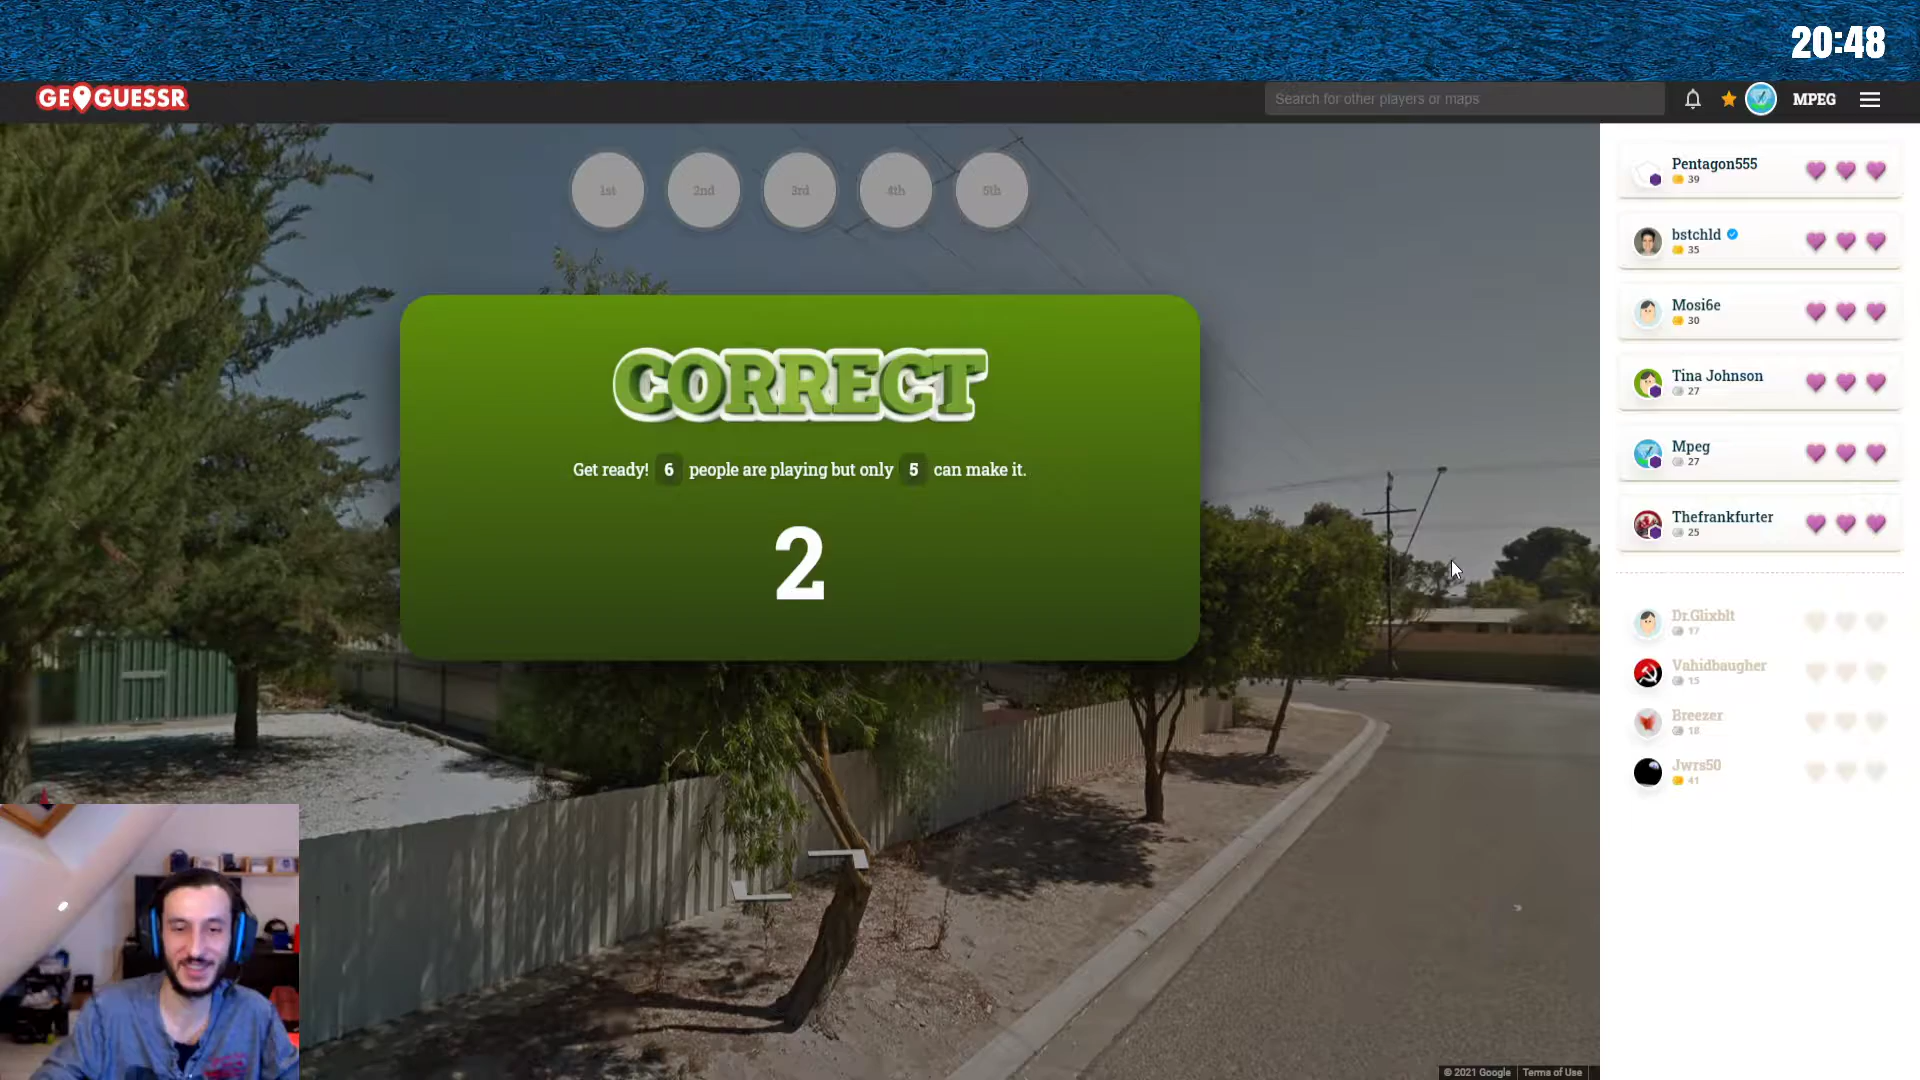 20:48
GEOGUESSR
Search for other players or maps
MPEG
1st
2nd
3rd
4th
5th
CORRECT
Get ready! 6 people are playing but only 5 can make it.
2
Pentagon555
39
bstchld
35
Mosi6e
30
Tina Johnson
27
Mpeg
27
Thefrankfurter
25
Dr.Glixblt
17
Vahidbaugher
15
Breezer
18
Jwrs50
41
© 2021 Google
Terms of Use